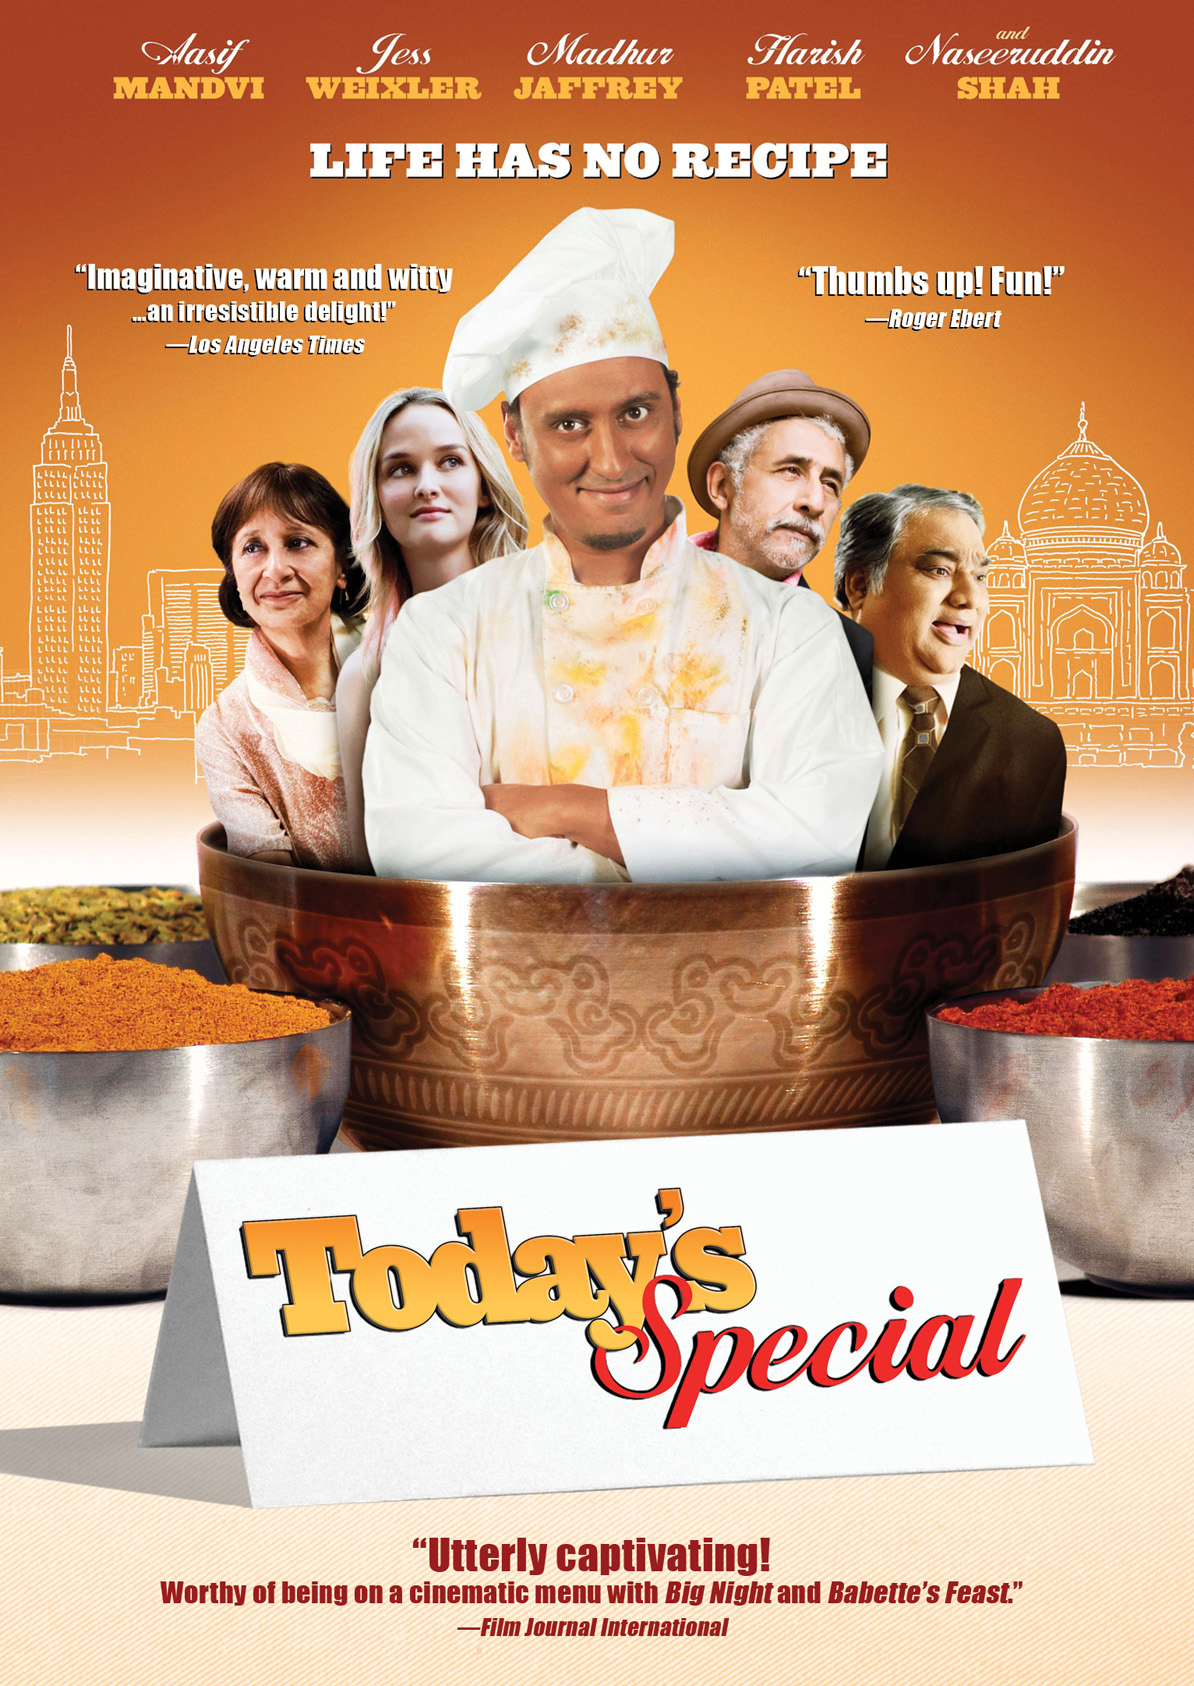 Aasif Jess Madhur Harish and Naseeruddin
MANDVI WEIXLER JAFFREY PATEL SHAH
LIFE HAS NO RECIPE
“Imaginative, warm and witty
...an irresistible delight!”
—Los Angeles Times
“Thumbs up! Fun!”
—Roger Ebert
Today’s
Special
“Utterly captivating!
Worthy of being on a cinematic menu with Big Night and Babette’s Feast.”
—Film Journal International